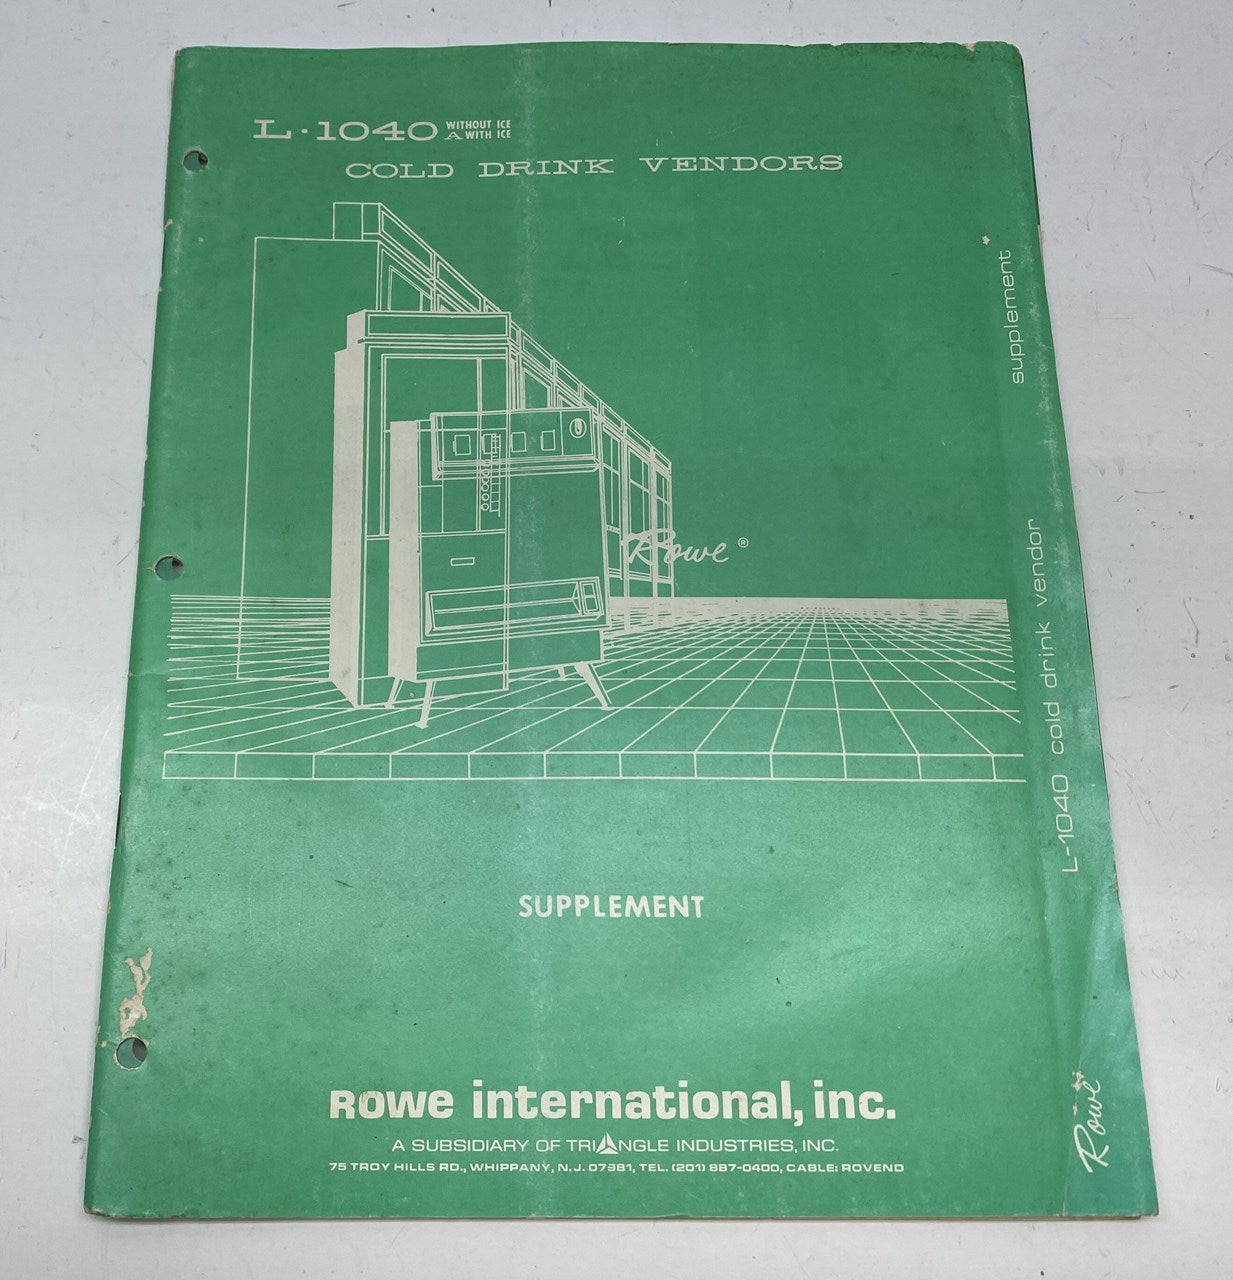 L·1040 WITHOUT ICE
A WITH ICE
COLD DRINK VENDORS
Rowe®
SUPPLEMENT
Rowe international, inc.
A SUBSIDIARY OF TRIANGLE INDUSTRIES, INC.
75 TROY HILLS RD., WHIPPANY, N.J. 07981, TEL. (201) 887-0400, CABLE: ROVEND
Rowe
L-1040 cold drink vendor
supplement